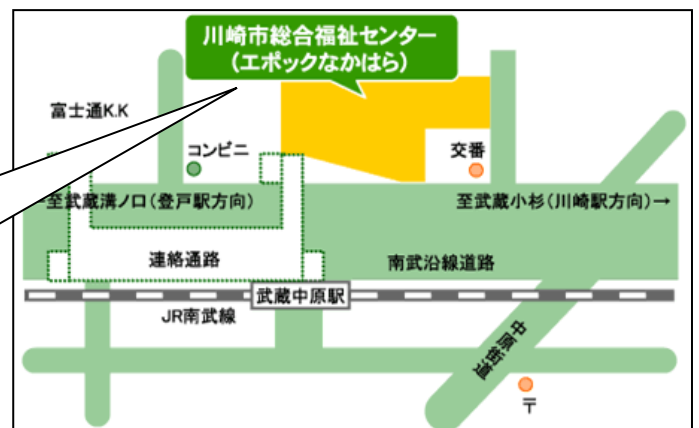 川崎市総合福祉センター
(エポックなかはら)
富士通K.K
コンビニ
交番
←至武蔵溝ノ口(登戸駅方向)
至武蔵小杉(川崎駅方向)→
連絡通路
南武沿線道路
武蔵中原駅
JR南武線
中原街道
〒